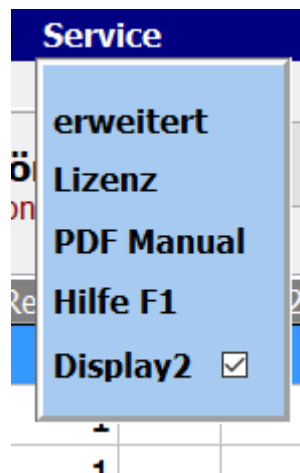 Service
erweitert
Lizenz
PDF Manual
Hilfe F1
Display2
1
1